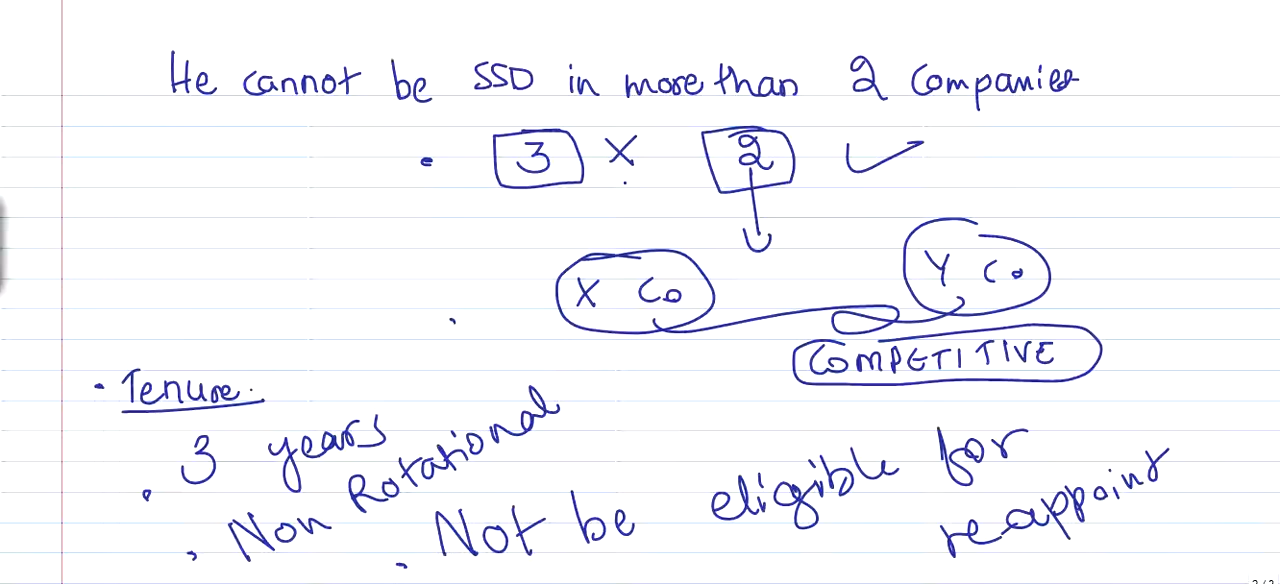 He cannot be SSD in more than 2 Companies
• 3 × 2 ✓
X Co Y Co
COMPETITIVE
• Tenure.
• 3 years
• Non Rotational
• Not be eligible for
reappoint